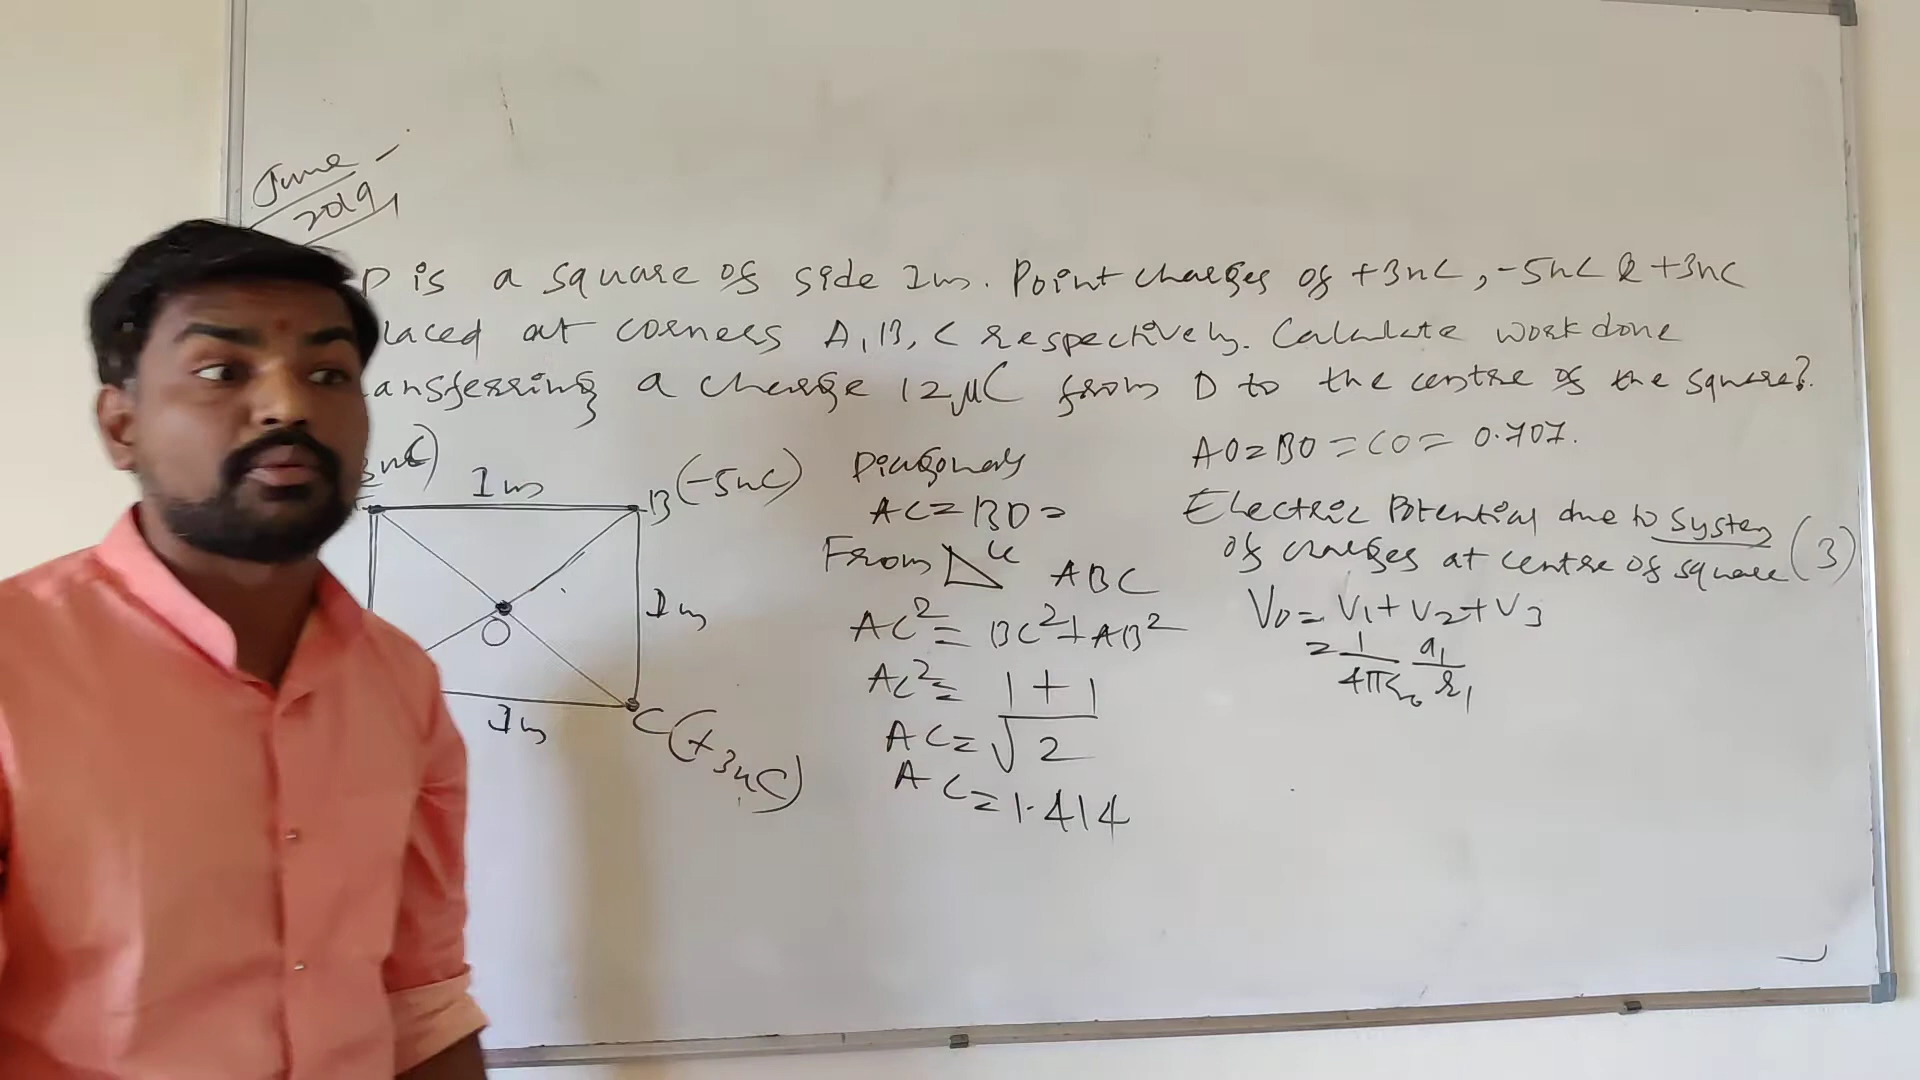 June -
2019
D is a square of side 1m. Point charges of +3nC, -5nC & +3nC
laced at corners A, B, C respectively. Calculate work done
ansferring a charge 12μC from D to the centre of the square?
3nC)
1m
B (-5nC)
1m
O
1m
C (+3nC)
Diagonals
AC = BD =
From le ABC
AC² = BC² + AB²
AC² = 1 + 1
AC = √2
AC = 1.414
AO = BO = CO = 0.707.
Electric Potential due to system
of charges at centre of square (3)
V₀ = V₁ + V₂ + V₃
= 1/4πε₀ q₁/r₁